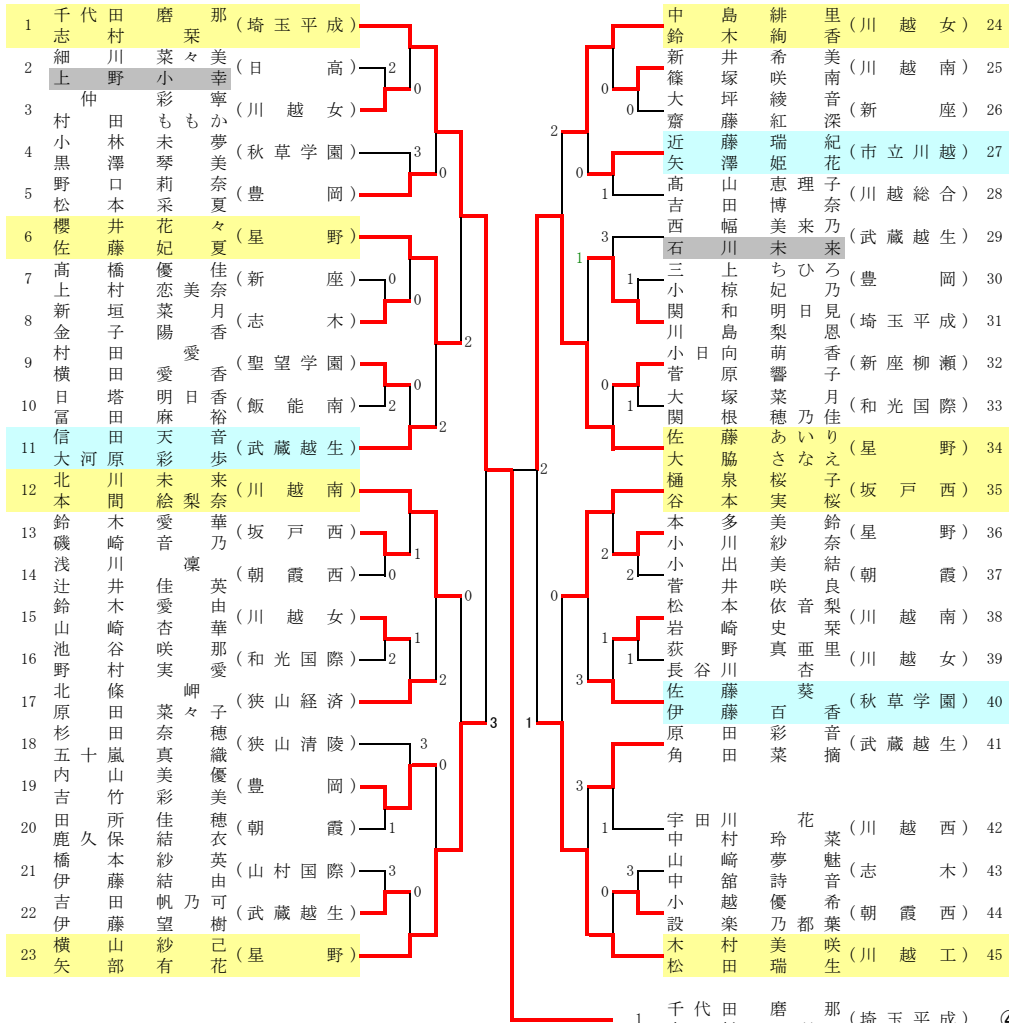 1 千代田磨那 (埼玉平成)
志村栞
2 細川菜々美 (日高)
上野小幸
3 仲彩寧 (川越女)
村田ももか
4 小林未夢 (秋草学園)
黒澤琴美
5 野口莉奈 (豊岡)
松本采夏
6 櫻井花々 (星野)
佐藤妃夏
7 髙橋優佳 (新座)
上村恋美奈
8 新垣菜月 (志木)
金子陽香
9 村田愛 (聖望学園)
横田愛香
10 日塔明日香 (飯能南)
冨田麻裕
11 信田天音 (武蔵越生)
大河原彩歩
12 北川未来 (川越南)
本間絵梨奈
13 鈴木愛華 (坂戸西)
磯崎音乃
14 浅川凜 (朝霞西)
辻井佳英
15 鈴木愛由 (川越女)
山崎杏華
16 池谷咲那 (和光国際)
野村実愛
17 北條岬 (狭山経済)
原田菜々子
18 杉田奈穂 (狭山清陵)
五十嵐真織
19 内山美優 (豊岡)
吉竹彩美
20 田所佳穂 (朝霞)
鹿久保結衣
21 橋本紗英 (山村国際)
伊藤結由
22 吉田帆乃可 (武蔵越生)
伊藤望樹
23 横山紗己 (星野)
矢部有花
2
0
3
0
0
0
2
0
2
2
1
0
0
1
2
2
3
0
1
3
0
3
2
1
2
0
0
2
0
1
3
1
1
0
1
2
2
0
1
3
3
1
0
中島緋里 (川越女) 24
鈴木絢香
新井希美 (川越南) 25
篠塚咲南
大坪綾音 (新座) 26
齋藤紅深
近藤瑞紀 (市立川越) 27
矢澤姫花
髙山恵理子 (川越総合) 28
吉田博奈
西幅美来乃 (武蔵越生) 29
石川未来
三上ちひろ (豊岡) 30
小椋妃乃
関和明日見 (埼玉平成) 31
川島梨恩
小日向萌香 (新座柳瀬) 32
菅原響子
大塚菜月 (和光国際) 33
関根穂乃佳
佐藤あいり (星野) 34
大脇さなえ
樋泉桜子 (坂戸西) 35
谷本実桜
本多美鈴 (星野) 36
小川紗奈
小出美結 (朝霞) 37
菅井咲良
松本依音梨 (川越南) 38
岩崎史栞
荻野真亜里 (川越女) 39
長谷川杏
佐藤葵 (秋草学園) 40
伊藤百香
原田彩音 (武蔵越生) 41
角田菜摘
宇田川花 (川越西) 42
中村玲菜
山﨑夢魅 (志木) 43
中舘詩音
小越優希 (朝霞西) 44
設楽乃都葉
木村美咲 (川越工) 45
松田瑞生
1 千代田磨那 (埼玉平成)